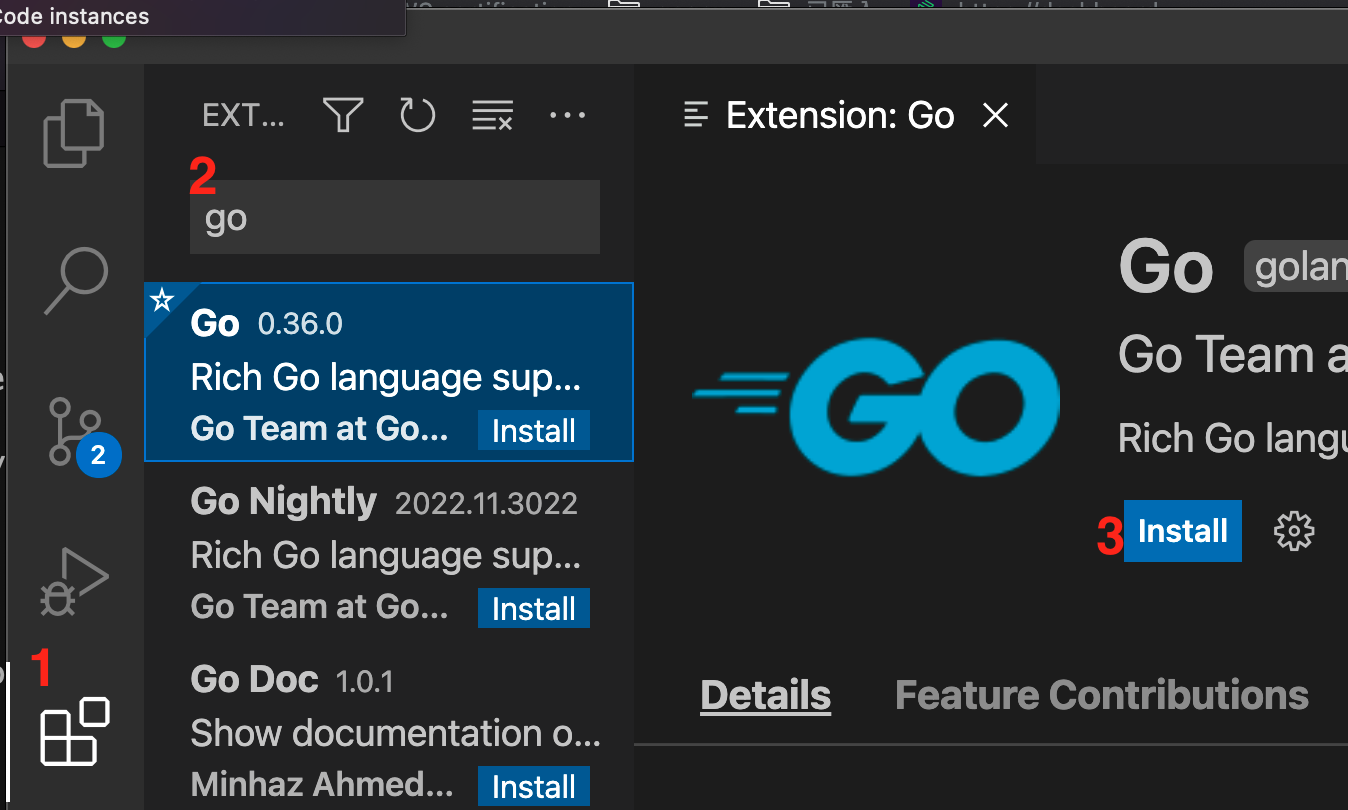 Code instances
EXT...
Extension: Go
2
go
Go 0.36.0
Rich Go language sup...
Go Team at Go...
Install
Go Nightly 2022.11.3022
Rich Go language sup...
Go Team at Go...
Install
Go Doc 1.0.1
Show documentation o...
Minhaz Ahmed...
Install
2
1
GO
Go
golan
Go Team a
Rich Go langu
3
Install
Details
Feature Contributions